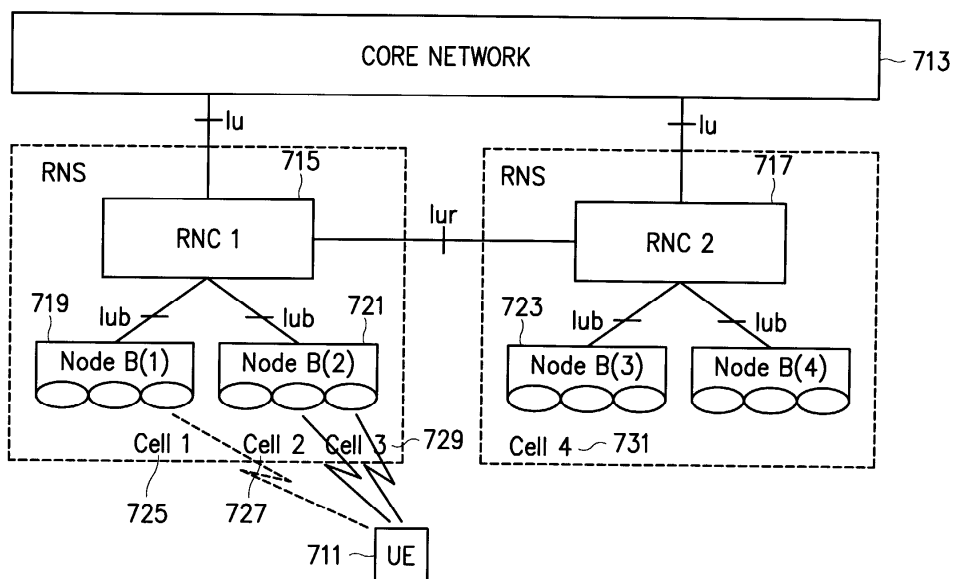 CORE NETWORK
713
Iu
Iu
RNS
715
RNC 1
Iur
RNS
717
RNC 2
719
Iub
Iub
721
Node B(1)
Node B(2)
723
Iub
Iub
Node B(3)
Node B(4)
Cell 1
Cell 2
Cell 3
729
Cell 4
731
725
727
711
UE